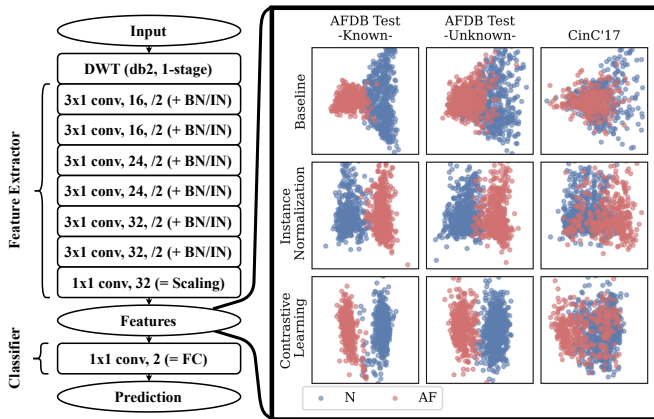 Input
DWT (db2, 1-stage)
3x1 conv, 16, /2 (+ BN/IN)
3x1 conv, 16, /2 (+ BN/IN)
3x1 conv, 24, /2 (+ BN/IN)
3x1 conv, 24, /2 (+ BN/IN)
3x1 conv, 32, /2 (+ BN/IN)
3x1 conv, 32, /2 (+ BN/IN)
1x1 conv, 32 (= Scaling)
Features
1x1 conv, 2 (= FC)
Prediction
Feature Extractor
Classifier
AFDB Test
-Known-
AFDB Test
-Unknown-
CinC'17
Baseline
Instance
Normalization
Contrastive
Learning
N
AF